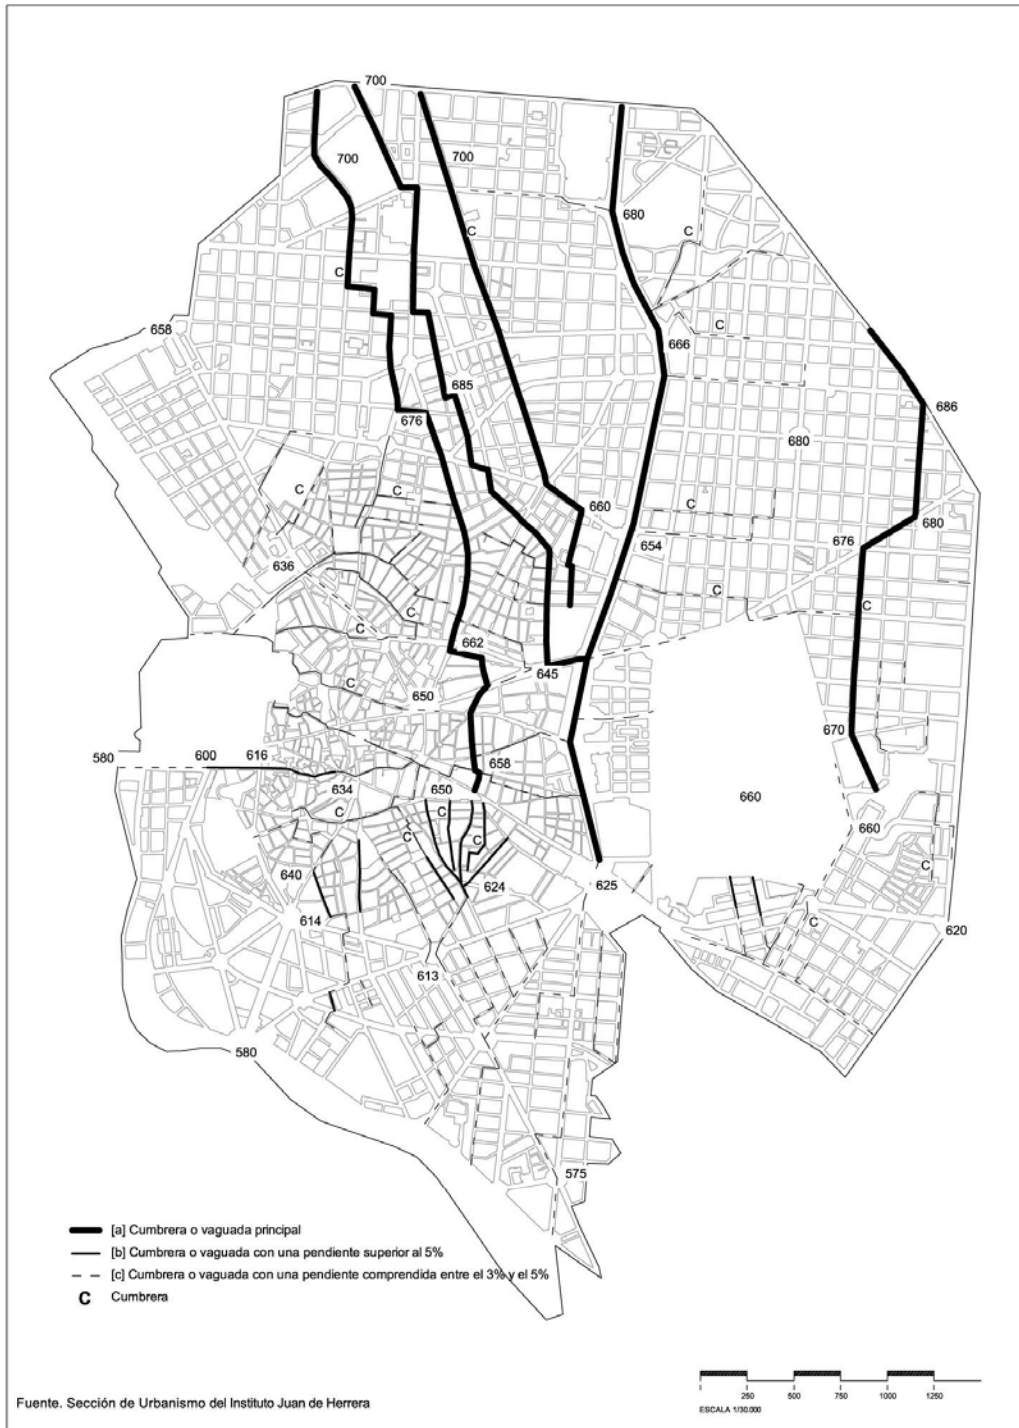 700
700
700
680
C
C
C
658
C
666
685
686
676
680
C
C
C
660
680
654
676
636
C
C
C
C
662
645
C
650
670
580
600
616
658
634
650
660
C
C
C
C
660
C
640
624
625
614
C
620
613
580
575
[a] Cumbrera o vaguada principal
[b] Cumbrera o vaguada con una pendiente superior al 5%
[c] Cumbrera o vaguada con una pendiente comprendida entre el 3% y el 5%
C Cumbrera
Fuente. Sección de Urbanismo del Instituto Juan de Herrera
250 500 750 1000 1250
ESCALA 1/30.000